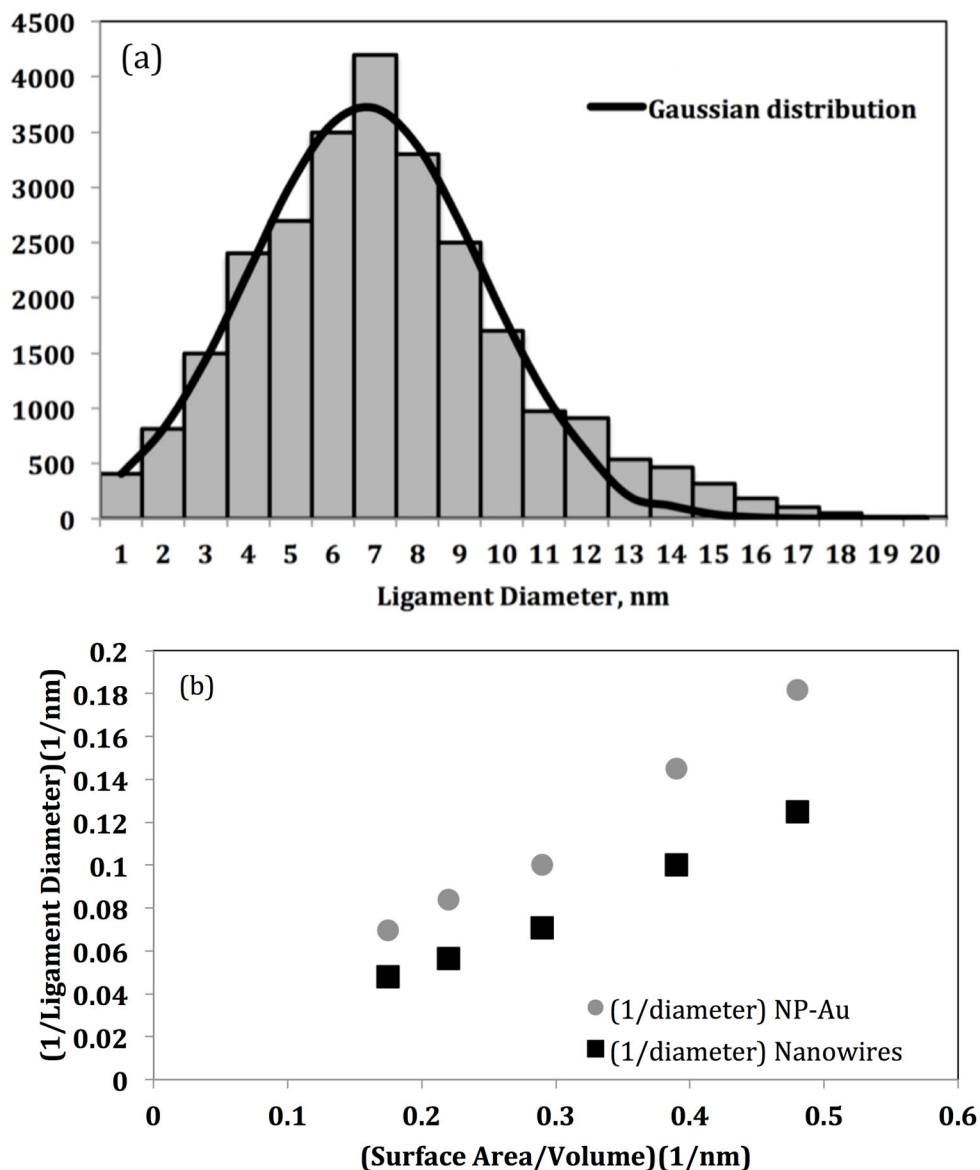 4500
(a)
4000
Gaussian distribution
3500
3000
2500
2000
1500
1000
500
0
1 2 3 4 5 6 7 8 9 10 11 12 13 14 15 16 17 18 19 20
Ligament Diameter, nm
0.2
(b)
0.18
0.16
0.14
0.12
0.1
0.08
0.06
0.04
0.02
0
(1/Ligament Diameter)(1/nm)
(1/diameter) NP-Au
(1/diameter) Nanowires
0 0.1 0.2 0.3 0.4 0.5 0.6
(Surface Area/Volume)(1/nm)